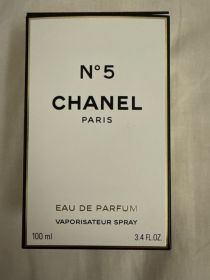 N°5
CHANEL
PARIS
EAU DE PARFUM
VAPORISATEUR SPRAY
100 ml 3.4 FL.OZ.